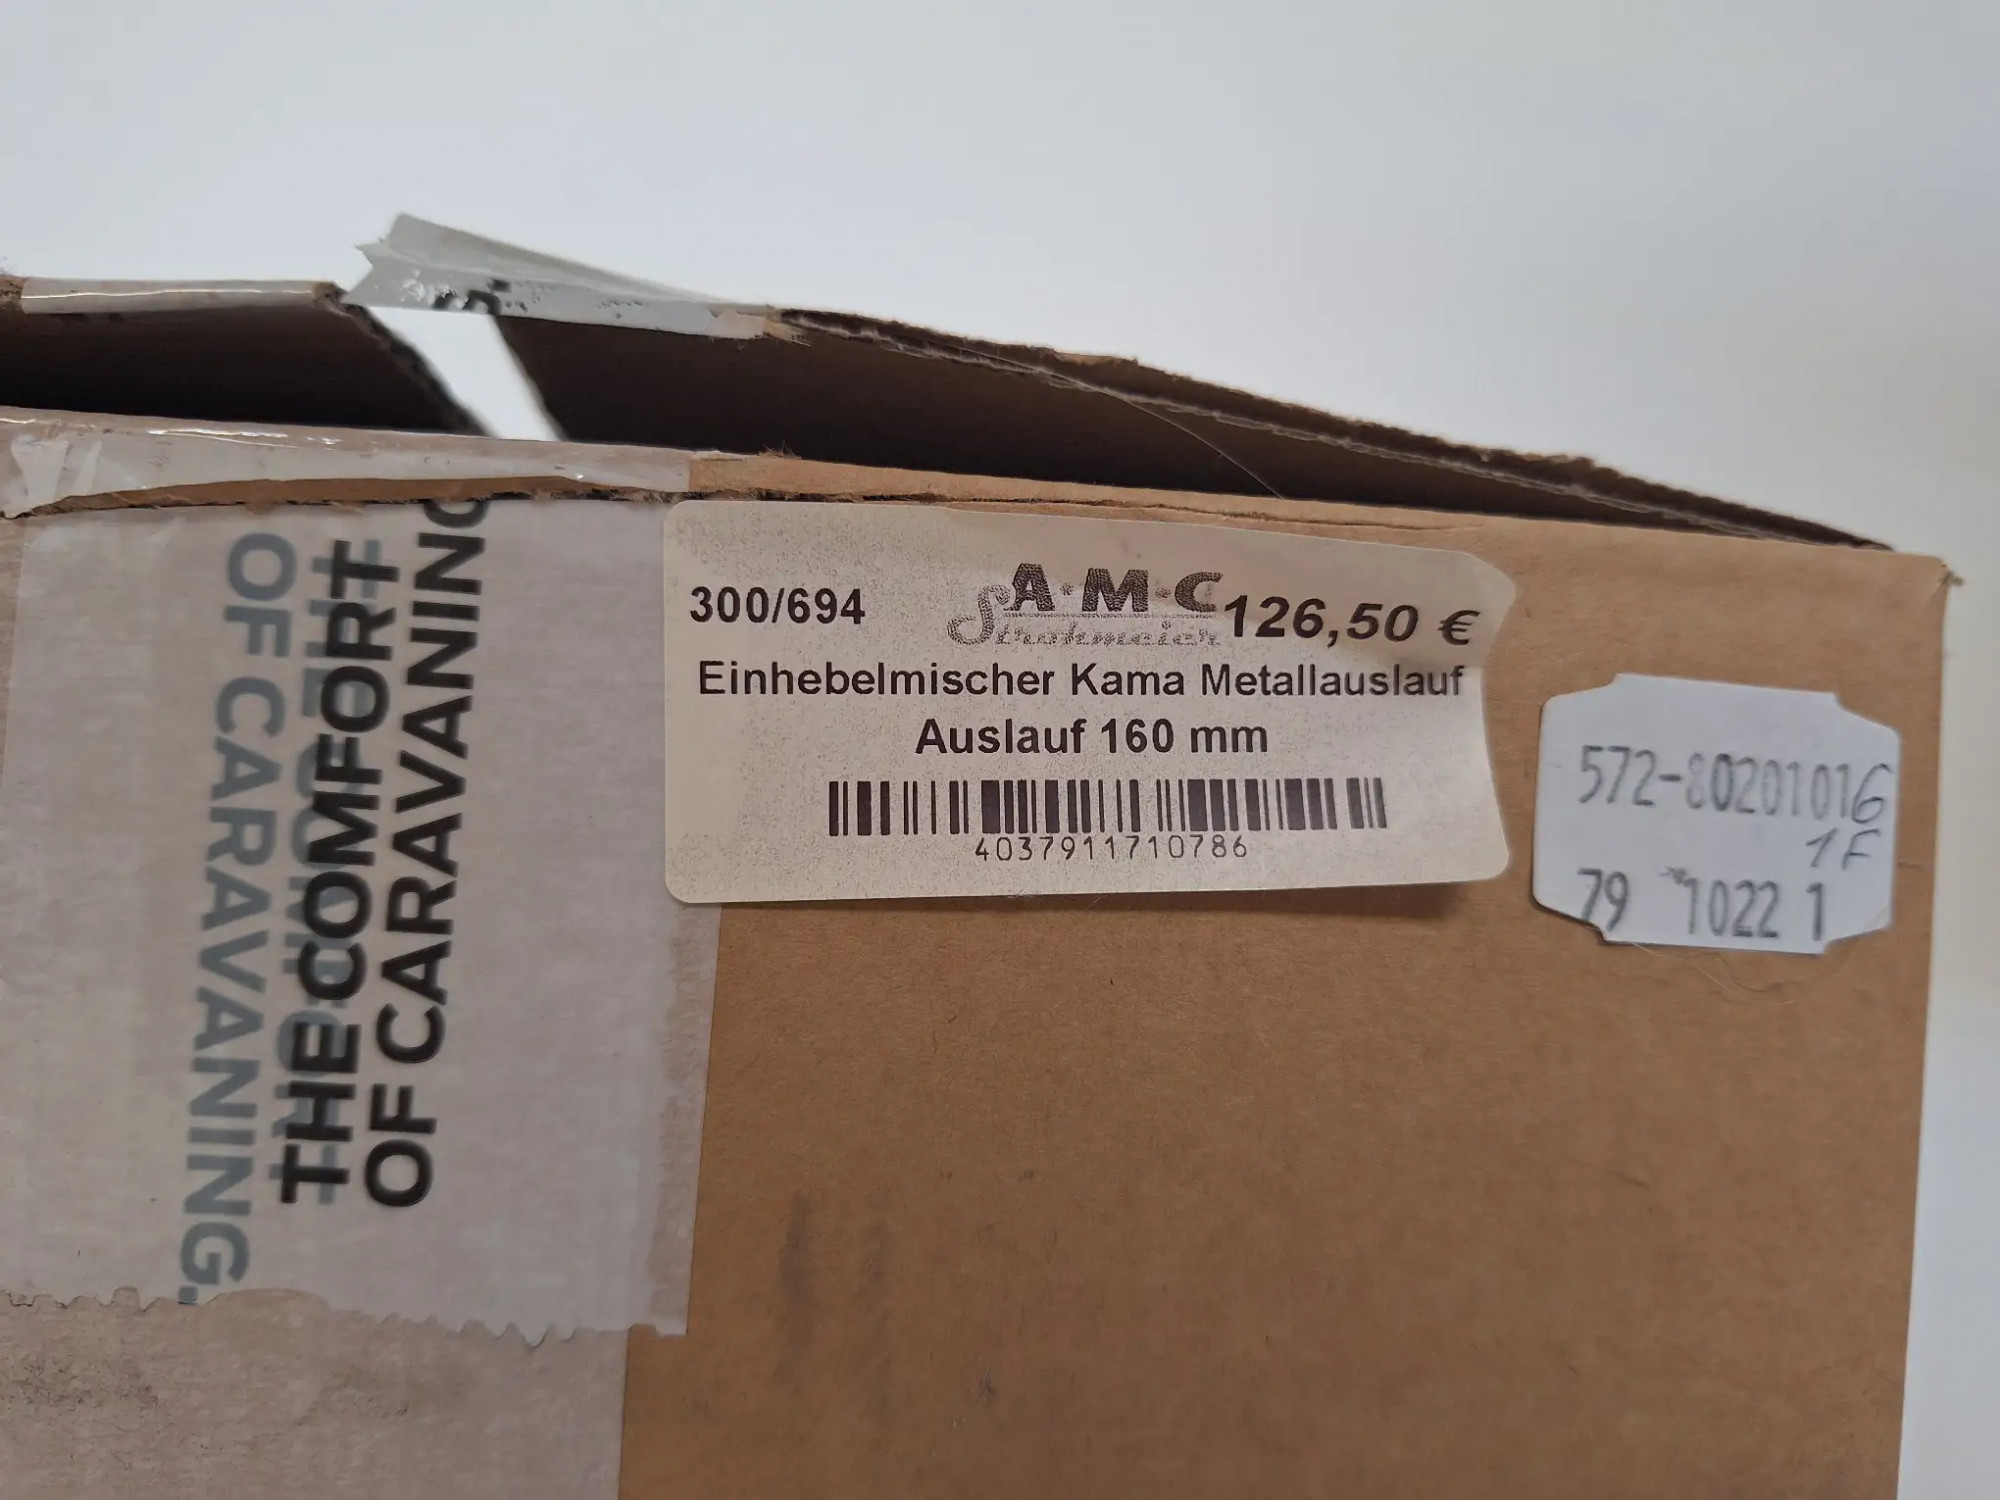 300/694
A·M·C
Strohmeier
126,50 €
Einhebelmischer Kama Metallauslauf
Auslauf 160 mm
4037911710786
572-80201016
1F
79 1022 1
THE COMFORT
OF CARAVANING
OF CARAVANING.